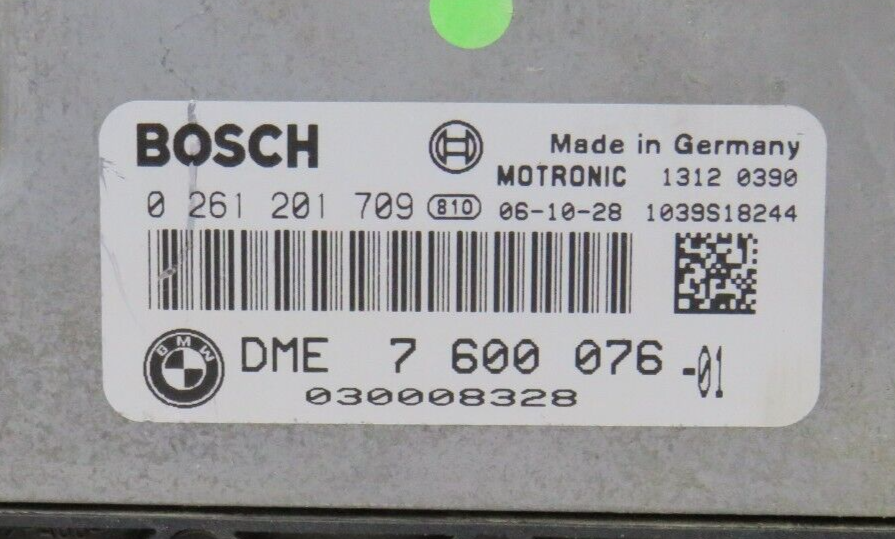 BOSCH
Made in Germany
MOTRONIC 1312 0390
0 261 201 709 810 06-10-28 1039S18244
BMW
DME 7 600 076 -01
030008328